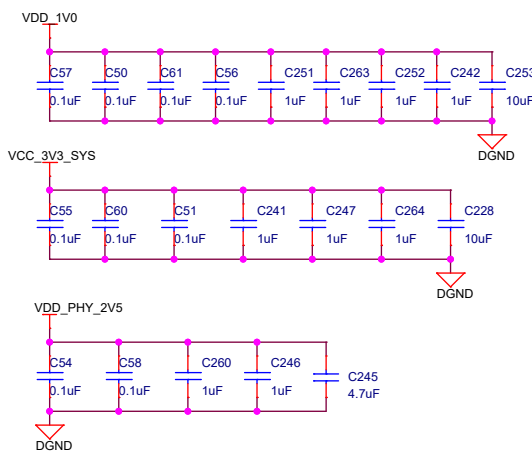 VDD_1V0
C57 C50 C61 C56 C251 C263 C252 C242 C253
0.1uF 0.1uF 0.1uF 0.1uF 1uF 1uF 1uF 1uF 10uF
DGND
VCC_3V3_SYS
C55 C60 C51 C241 C247 C264 C228
0.1uF 0.1uF 0.1uF 1uF 1uF 1uF 10uF
DGND
VDD_PHY_2V5
C54 C58 C260 C246 C245
0.1uF 0.1uF 1uF 1uF 4.7uF
DGND